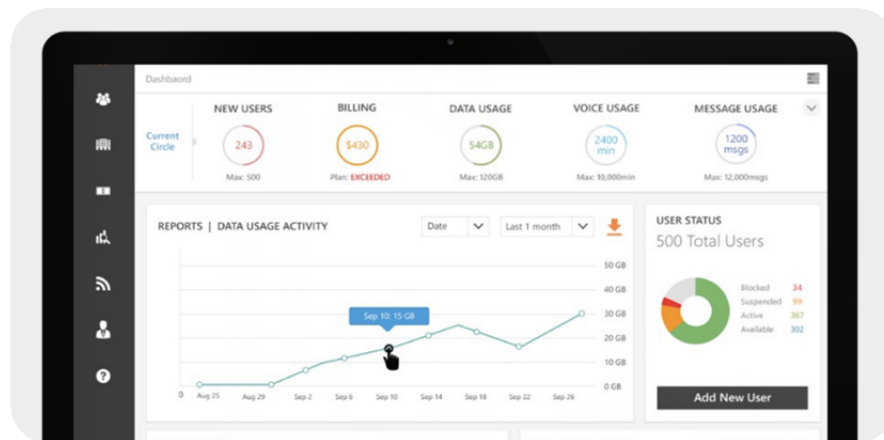 Dashbaord
NEW USERS
BILLING
DATA USAGE
VOICE USAGE
MESSAGE USAGE
Current
Circle
243
$430
54GB
2400
min
1200
msgs
Max: 500
Plan: EXCEEDED
Max: 120GB
Max: 10,000min
Max: 12,000msgs
REPORTS | DATA USAGE ACTIVITY
Date
Last 1 month
50 GB
40 GB
30 GB
20 GB
10 GB
0 GB
Sep 10: 15 GB
0
Aug 25
Aug 29
Sep 2
Sep 6
Sep 10
Sep 14
Sep 18
Sep 22
Sep 26
USER STATUS
500 Total Users
Blocked 34
Suspended 99
Active 367
Available 302
Add New User